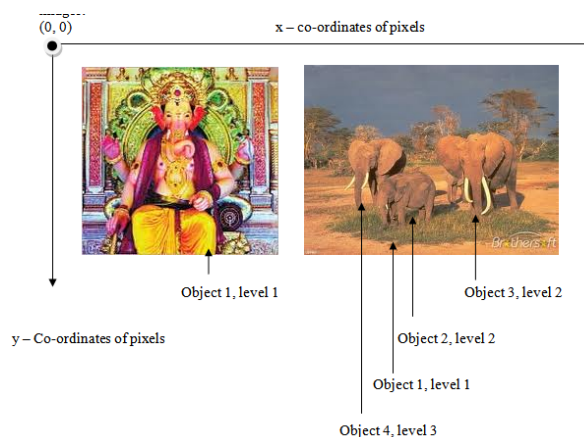 (0, 0)
x – co-ordinates of pixels
Brothersoft
Object 1, level 1
Object 3, level 2
y – Co-ordinates of pixels
Object 2, level 2
Object 1, level 1
Object 4, level 3